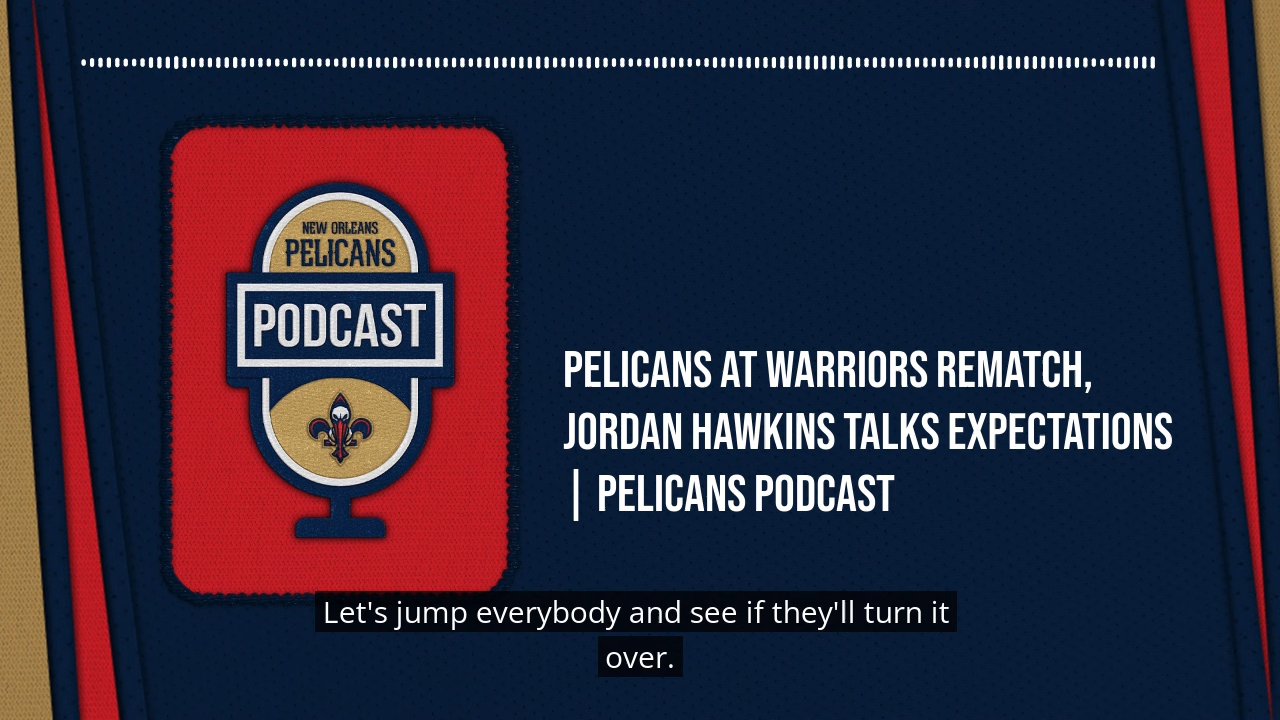 NEW ORLEANS
PELICANS
PODCAST
PELICANS AT WARRIORS REMATCH,
JORDAN HAWKINS TALKS EXPECTATIONS
| PELICANS PODCAST
Let's jump everybody and see if they'll turn it
over.